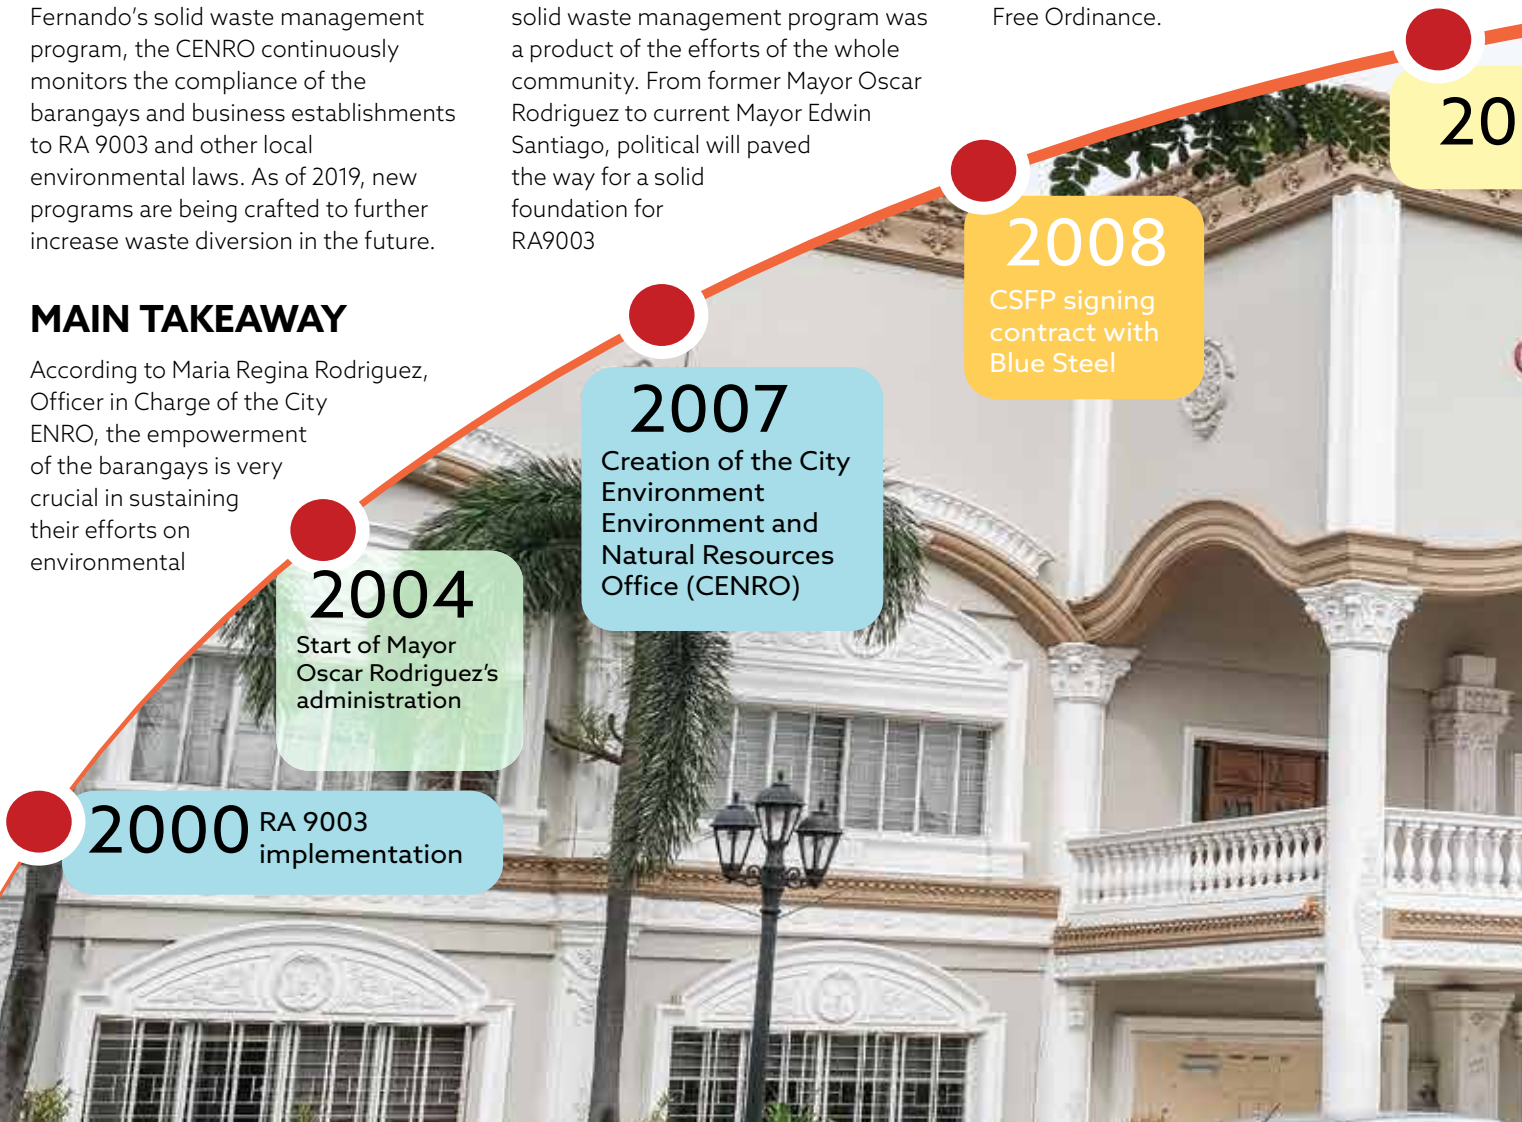 Fernando's solid waste management
program, the CENRO continuously
monitors the compliance of the
barangays and business establishments
to RA 9003 and other local
environmental laws. As of 2019, new
programs are being crafted to further
increase waste diversion in the future.
MAIN TAKEAWAY
According to Maria Regina Rodriguez,
Officer in Charge of the City
ENRO, the empowerment
of the barangays is very
crucial in sustaining
their efforts on
environmental
solid waste management program was
a product of the efforts of the whole
community. From former Mayor Oscar
Rodriguez to current Mayor Edwin
Santiago, political will paved
the way for a solid
foundation for
RA9003
Free Ordinance.
2000
RA 9003
implementation
2004
Start of Mayor
Oscar Rodriguez's
administration
2007
Creation of the City
Environment
Environment and
Natural Resources
Office (CENRO)
2008
CSFP signing
contract with
Blue Steel
20